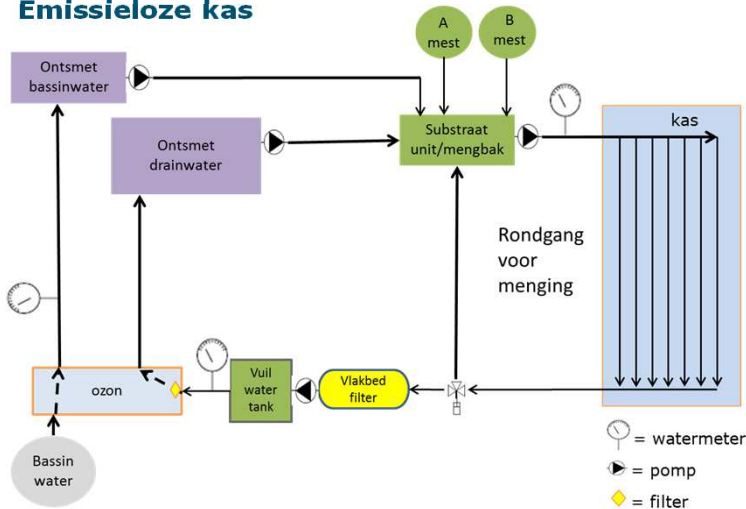 Emissieloze kas
A
mest
B
mest
Ontsmet
bassinwater
Ontsmet
drainwater
Substraat
unit/mengbak
kas
Rondgang
voor
menging
ozon
Vuil
water
tank
Vlakbed
filter
Bassin
water
= watermeter
= pomp
= filter